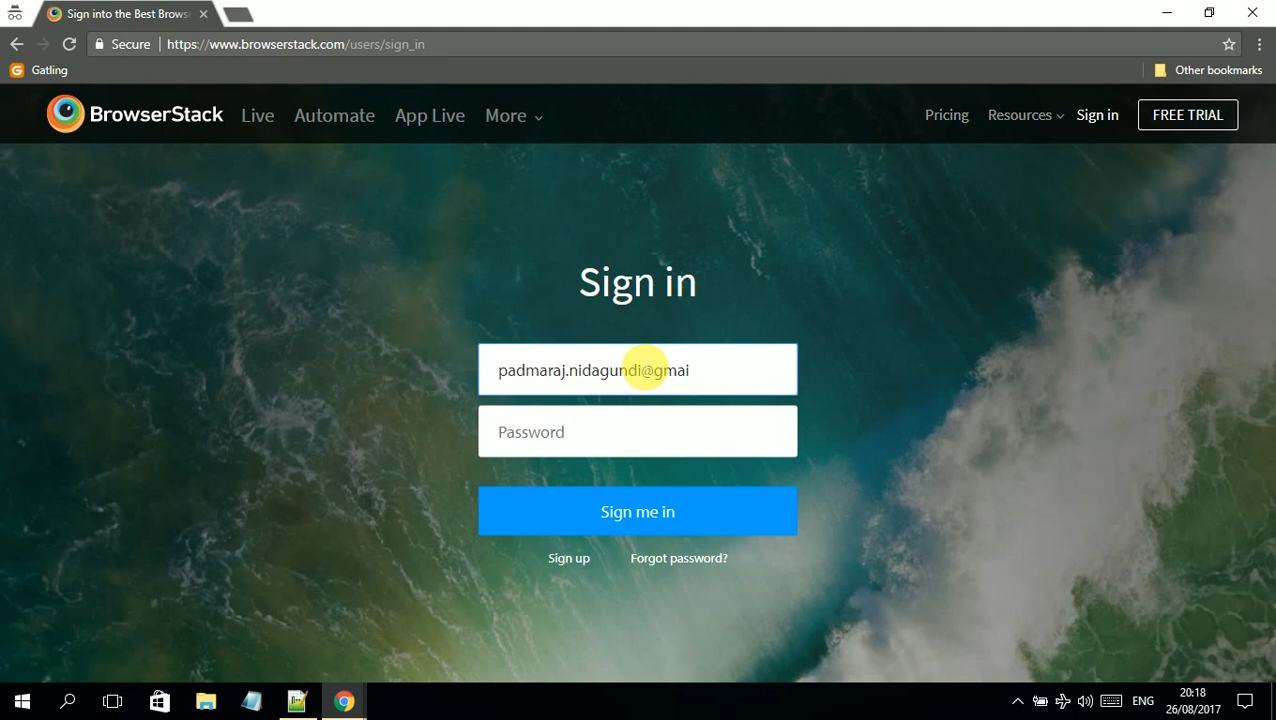 Sign into the Best Brows
Secure https://www.browserstack.com/users/sign_in
Gatling Other bookmarks
BrowserStack Live Automate App Live More Pricing Resources Sign in FREE TRIAL
Sign in
padmaraj.nidagundi@gmai
Password
Sign me in
Sign up Forgot password?
ENG 20:18
26/08/2017